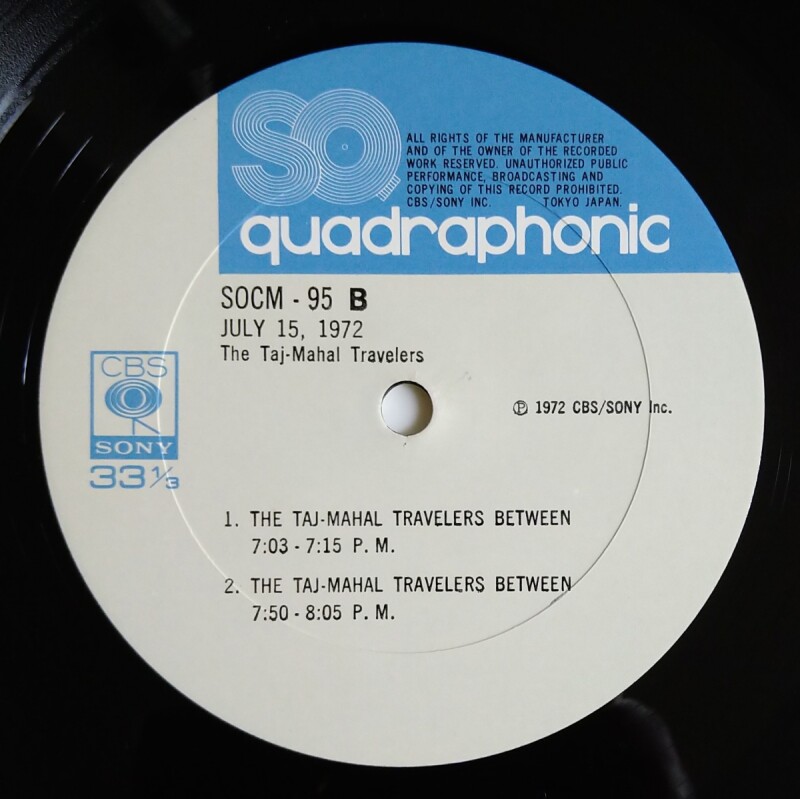 SQ
ALL RIGHTS OF THE MANUFACTURER
AND OF THE OWNER OF THE RECORDED
WORK RESERVED. UNAUTHORIZED PUBLIC
PERFORMANCE, BROADCASTING AND
COPYING OF THIS RECORD PROHIBITED.
CBS/SONY INC. TOKYO JAPAN.
quadraphonic
SOCM - 95 B
JULY 15, 1972
The Taj-Mahal Travelers
CBS
SONY
33 1/3
Ⓟ 1972 CBS/SONY Inc.
1. THE TAJ-MAHAL TRAVELERS BETWEEN
7:03 - 7:15 P. M.
2. THE TAJ-MAHAL TRAVELERS BETWEEN
7:50 - 8:05 P. M.